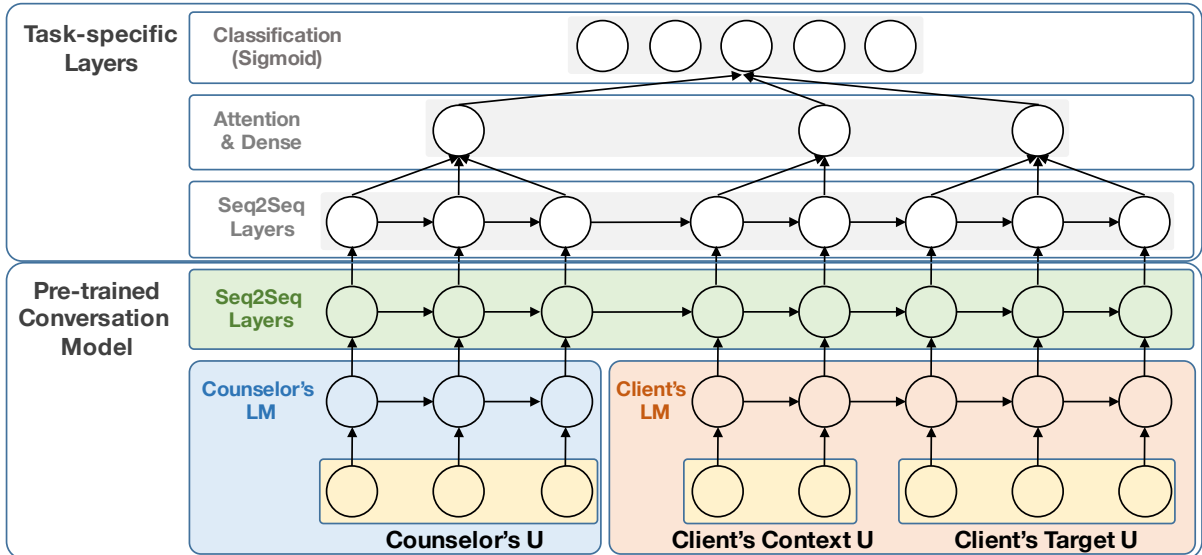 Task-specific
Layers
Classification
(Sigmoid)
Attention
& Dense
Seq2Seq
Layers
Pre-trained
Conversation
Model
Seq2Seq
Layers
Counselor's
LM
Client's
LM
Counselor's U
Client's Context U
Client's Target U